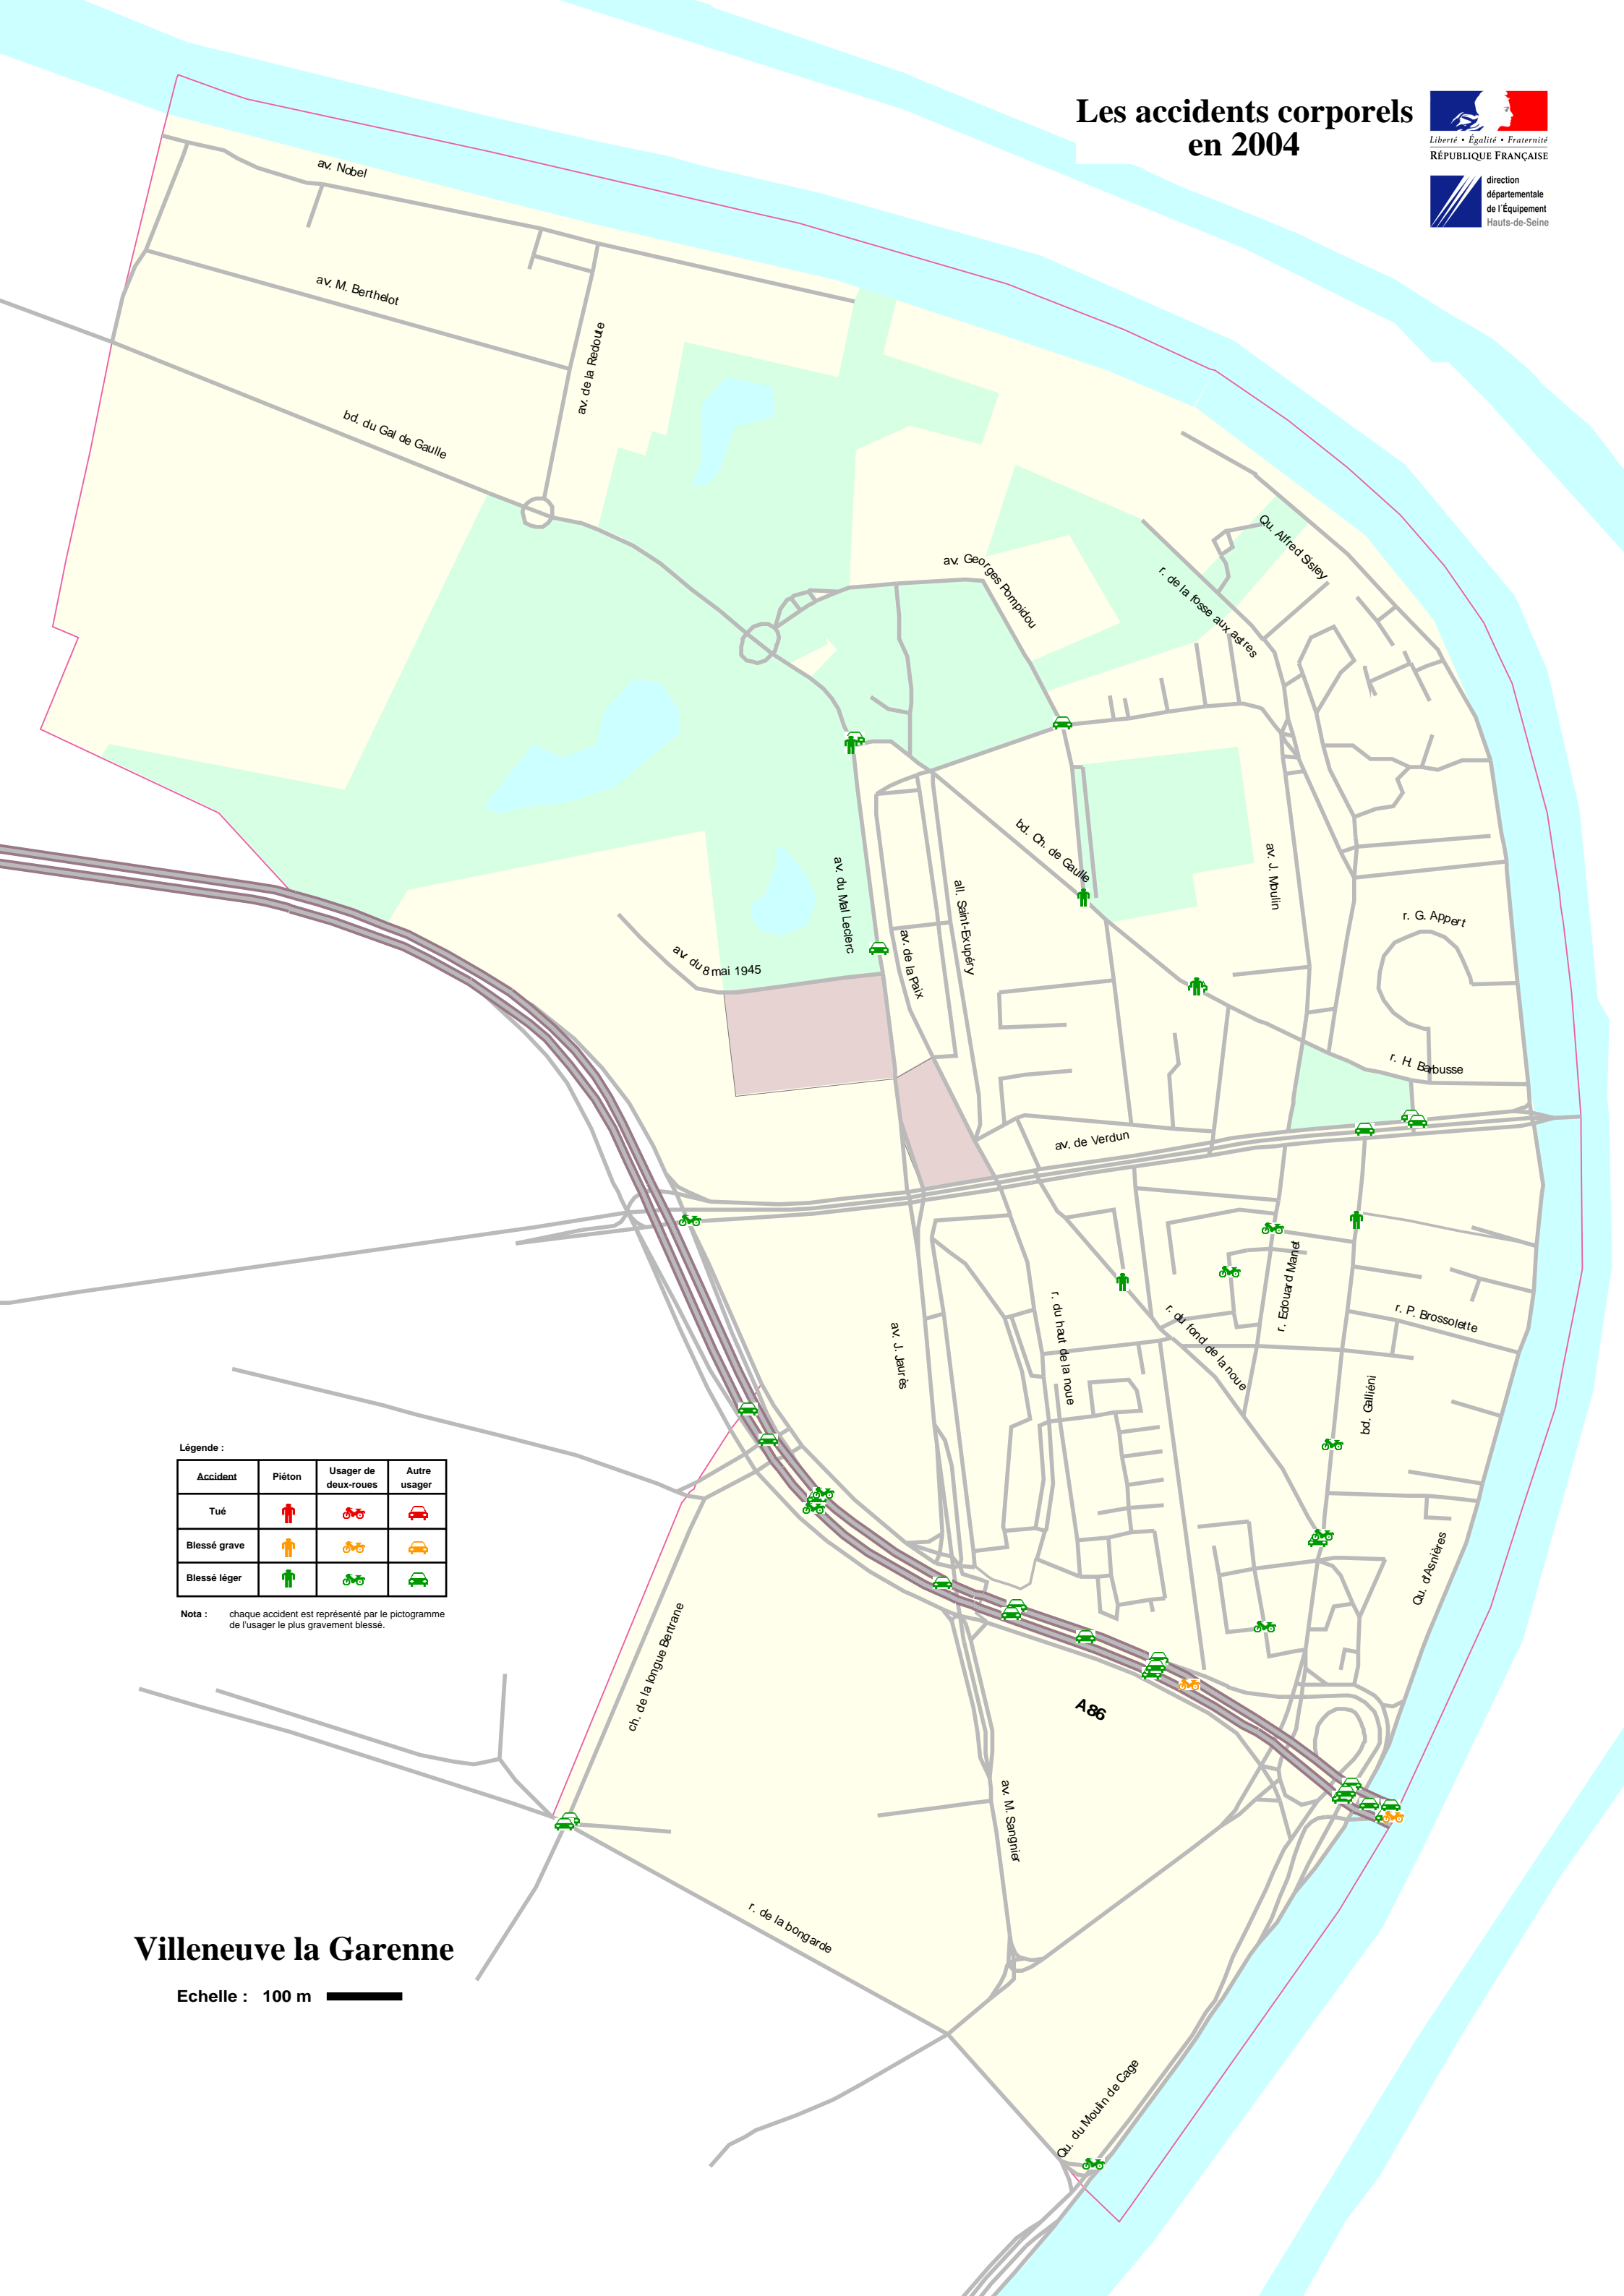 Les accidents corporels
en 2004
Liberté • Égalité • Fraternité
RÉPUBLIQUE FRANÇAISE
direction
départementale
de l'Équipement
Hauts-de-Seine
av. Nobel
av. M. Berthelot
av. de la Redoute
bd. du Gal de Gaulle
av. Georges Pompidou
Qu. Alfred Sisley
r. de la fosse aux astres
bd. Ch. de Gaulle
av. J. Moulin
av. du Mal Leclerc
all. Saint-Exupéry
av. de la Paix
av. du 8 mai 1945
r. G. Appert
r. H. Barbusse
av. de Verdun
r. Edouard Manet
r. du haut de la noue
r. du fond de la noue
r. P. Brossolette
av. J. Jaurès
bd. Galliéni
Qu. d'Asnières
Légende :
Accident Piéton Usager de deux-roues Autre usager
Tué
Blessé grave
Blessé léger
Nota : chaque accident est représenté par le pictogramme
de l'usager le plus gravement blessé.
ch. de la longue Bertrane
A86
av. M. Sangnier
r. de la bongarde
Villeneuve la Garenne
Echelle : 100 m
Qu. du Moulin de Cage